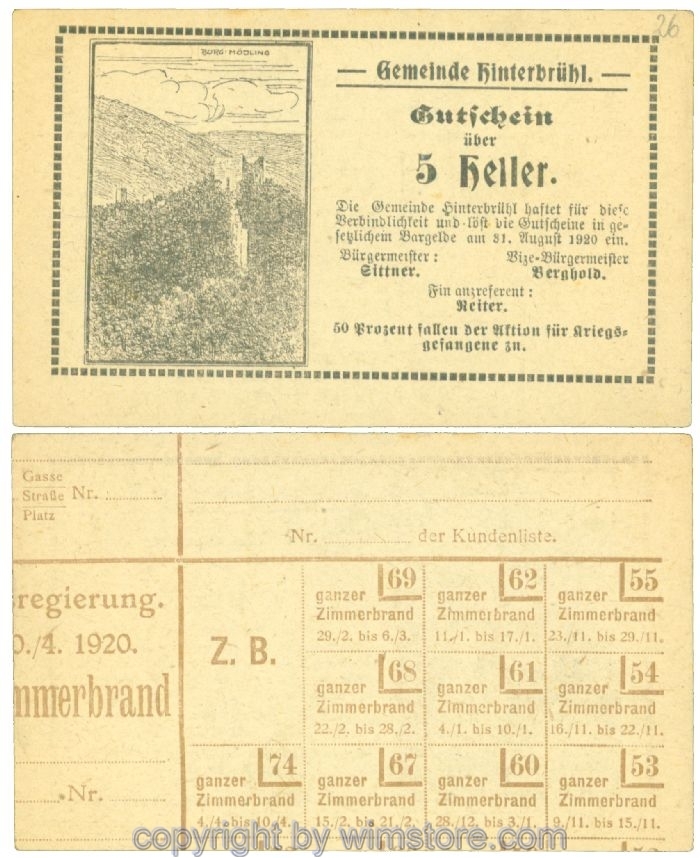 26
BURG MÖDLING
— Gemeinde Hinterbrühl. —
Gutschein
über
5 Heller.
Die Gemeinde Hinterbrühl haftet für diese
Verbindlichkeit und löst die Gutscheine in ge-
setzlichem Bargelde am 31. August 1920 ein.
Bürgermeister: Vize-Bürgermeister
Sittner. Berghold.
Finanzreferent:
Reiter.
50 Prozent fallen der Aktion für Kriegs-
gefangene zu.
Gasse
Straße Nr.
Platz
Nr. der Kundenliste.
sregierung.
0./4. 1920.
mmerbrand
Nr.
Z. B.
69 62 55
ganzer ganzer ganzer
Zimmerbrand Zimmerbrand Zimmerbrand
29./2. bis 6./3. 11./1. bis 17./1. 23./11. bis 29./11.
68 61 54
ganzer ganzer ganzer
Zimmerbrand Zimmerbrand Zimmerbrand
22./2. bis 28./2. 4./1. bis 10./1. 16./11. bis 22./11.
74 67 60 53
ganzer ganzer ganzer ganzer
Zimmerbrand Zimmerbrand Zimmerbrand Zimmerbrand
4./4. bis 10./4. 15./2. bis 21./2. 28./12. bis 3./1. 9./11. bis 15./11.
copyright by wimstore.com